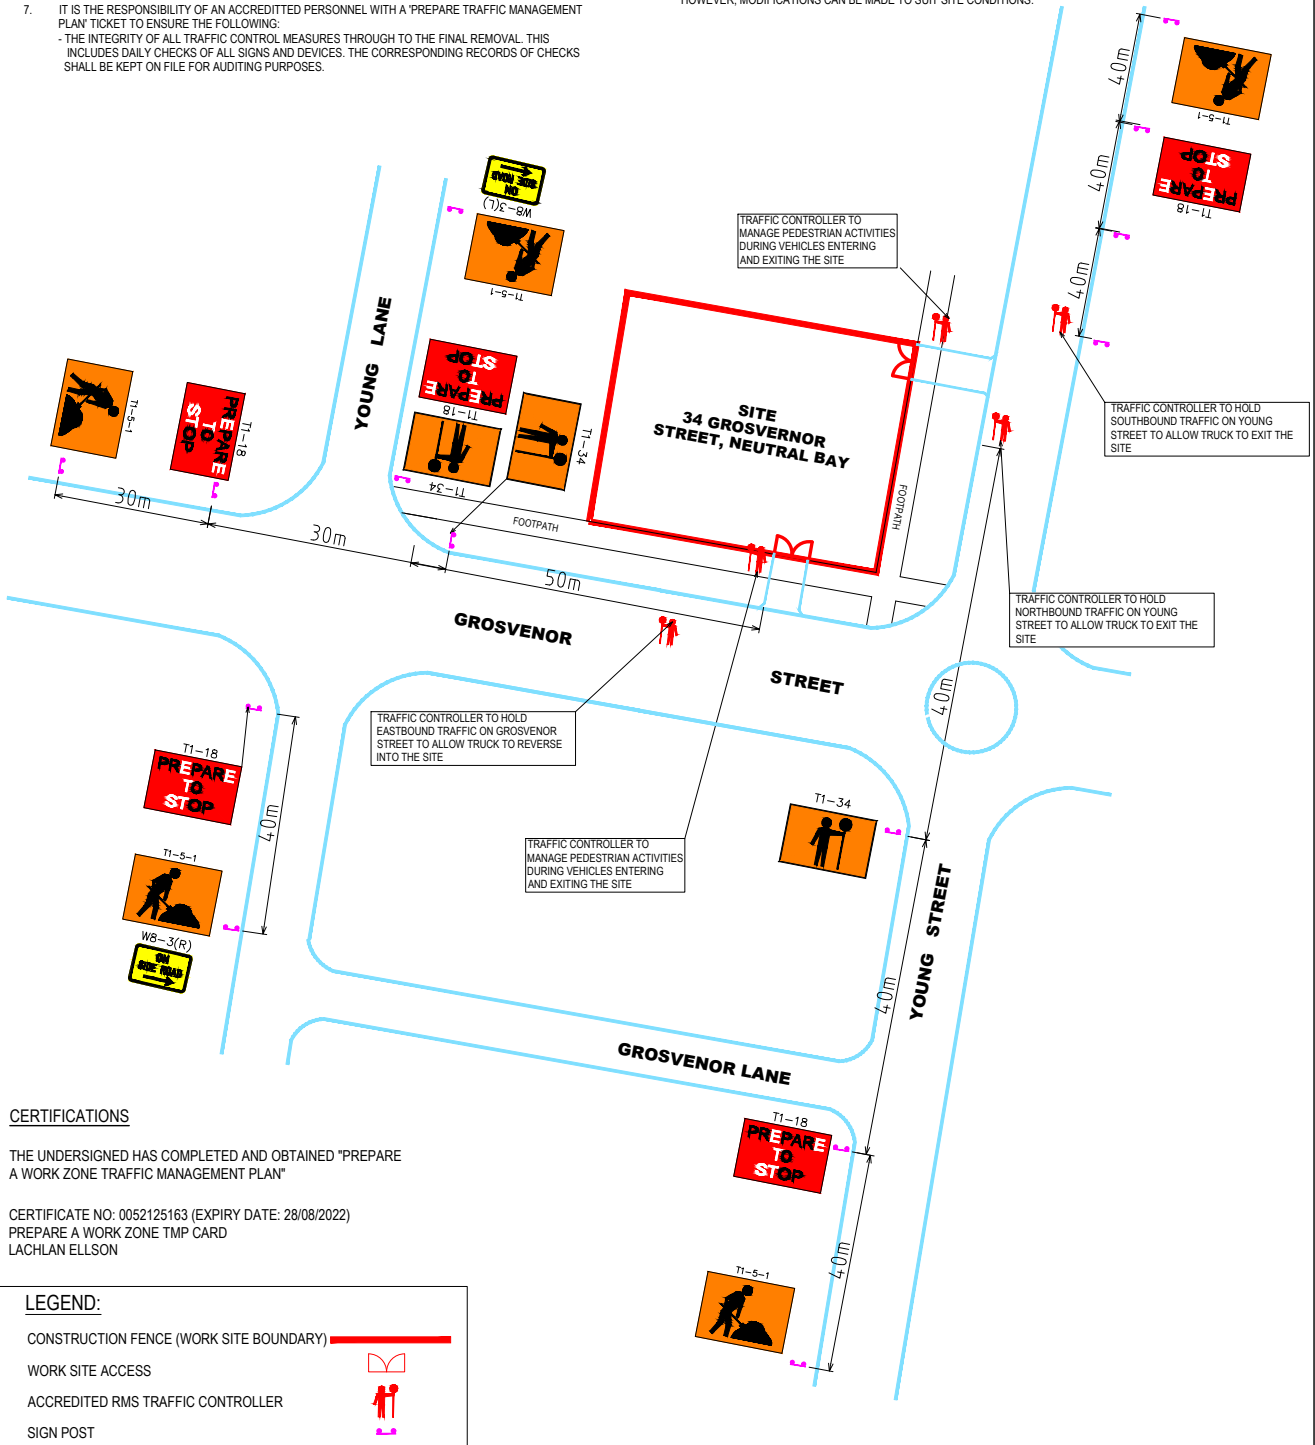 7. IT IS THE RESPONSIBILITY OF AN ACCREDITTED PERSONNEL WITH A 'PREPARE TRAFFIC MANAGEMENT
PLAN' TICKET TO ENSURE THE FOLLOWING:
- THE INTEGRITY OF ALL TRAFFIC CONTROL MEASURES THROUGH TO THE FINAL REMOVAL. THIS
INCLUDES DAILY CHECKS OF ALL SIGNS AND DEVICES. THE CORRESPONDING RECORDS OF CHECKS
SHALL BE KEPT ON FILE FOR AUDITING PURPOSES.
HOWEVER, MODIFICATIONS CAN BE MADE TO SUIT SITE CONDITIONS.
40m
T1-5-1
40m
PREPARE
TO
STOP
T1-18
40m
ON
SIDE ROAD
W8-3(L)
T1-5-1
TRAFFIC CONTROLLER TO
MANAGE PEDESTRIAN ACTIVITIES
DURING VEHICLES ENTERING
AND EXITING THE SITE
YOUNG LANE
PREPARE
TO
STOP
T1-18
T1-34
T1-34
T1-5-1
PREPARE
TO
STOP
T1-18
30m
30m
50m
SITE
34 GROSVERNOR
STREET, NEUTRAL BAY
FOOTPATH
FOOTPATH
TRAFFIC CONTROLLER TO HOLD
SOUTHBOUND TRAFFIC ON YOUNG
STREET TO ALLOW TRUCK TO EXIT THE
SITE
TRAFFIC CONTROLLER TO HOLD
NORTHBOUND TRAFFIC ON YOUNG
STREET TO ALLOW TRUCK TO EXIT THE
SITE
GROSVENOR STREET
40m
TRAFFIC CONTROLLER TO HOLD
EASTBOUND TRAFFIC ON GROSVENOR
STREET TO ALLOW TRUCK TO REVERSE
INTO THE SITE
T1-18
PREPARE
TO
STOP
40m
T1-5-1
W8-3(R)
ON
SIDE ROAD
TRAFFIC CONTROLLER TO
MANAGE PEDESTRIAN ACTIVITIES
DURING VEHICLES ENTERING
AND EXITING THE SITE
T1-34
YOUNG STREET
40m
GROSVENOR LANE
T1-18
PREPARE
TO
STOP
40m
T1-5-1
CERTIFICATIONS
THE UNDERSIGNED HAS COMPLETED AND OBTAINED "PREPARE
A WORK ZONE TRAFFIC MANAGEMENT PLAN"
CERTIFICATE NO: 0052125163 (EXPIRY DATE: 28/08/2022)
PREPARE A WORK ZONE TMP CARD
LACHLAN ELLSON
LEGEND:
CONSTRUCTION FENCE (WORK SITE BOUNDARY)
WORK SITE ACCESS
ACCREDITED RMS TRAFFIC CONTROLLER
SIGN POST